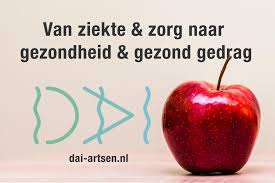 Van ziekte & zorg naar
gezondheid & gezond gedrag
DAI
dai-artsen.nl